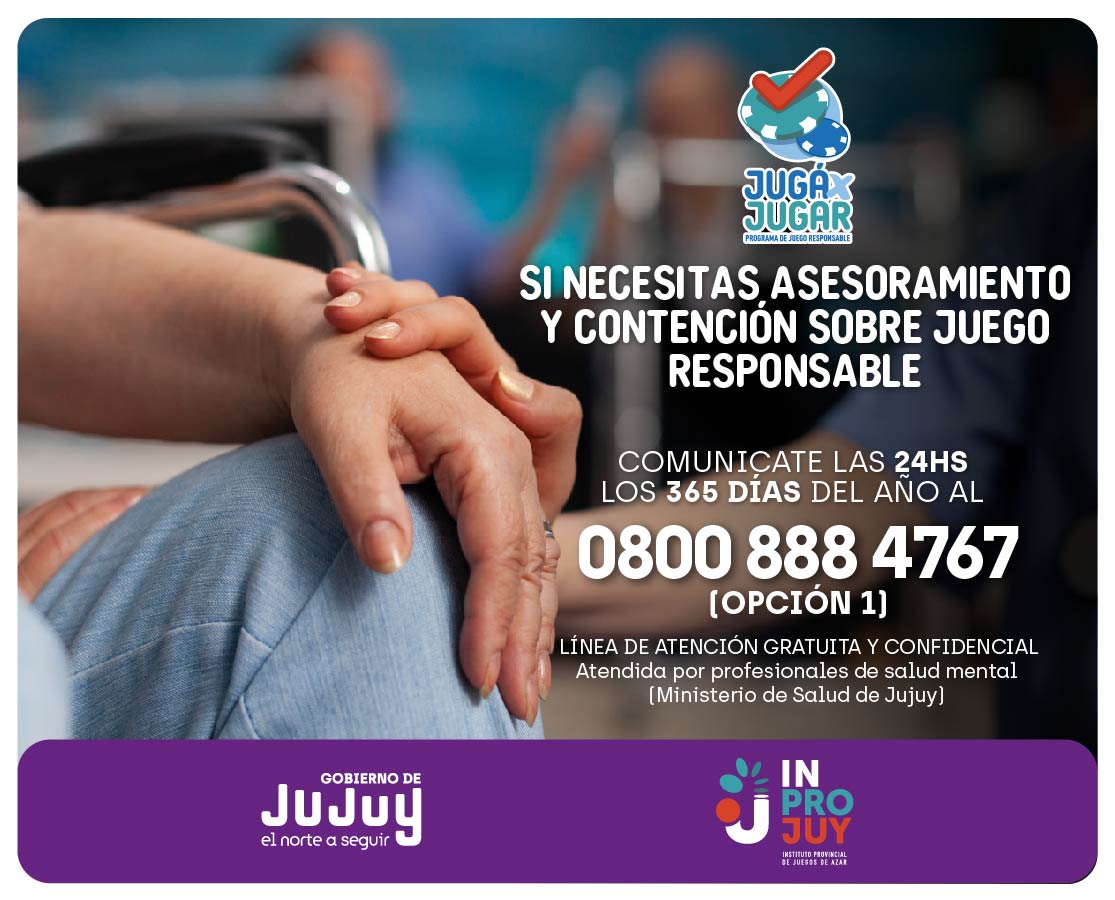 JUGÁ X
JUGAR
PROGRAMA DE JUEGO RESPONSABLE
SI NECESITAS ASESORAMIENTO
Y CONTENCIÓN SOBRE JUEGO
RESPONSABLE
COMUNICATE LAS 24HS
LOS 365 DÍAS DEL AÑO AL
0800 888 4767
(OPCIÓN 1)
LÍNEA DE ATENCIÓN GRATUITA Y CONFIDENCIAL
Atendida por profesionales de salud mental
(Ministerio de Salud de Jujuy)
GOBIERNO DE
JuJuy
el norte a seguir
IN
PRO
JUY
INSTITUTO PROVINCIAL
DE JUEGOS DE AZAR